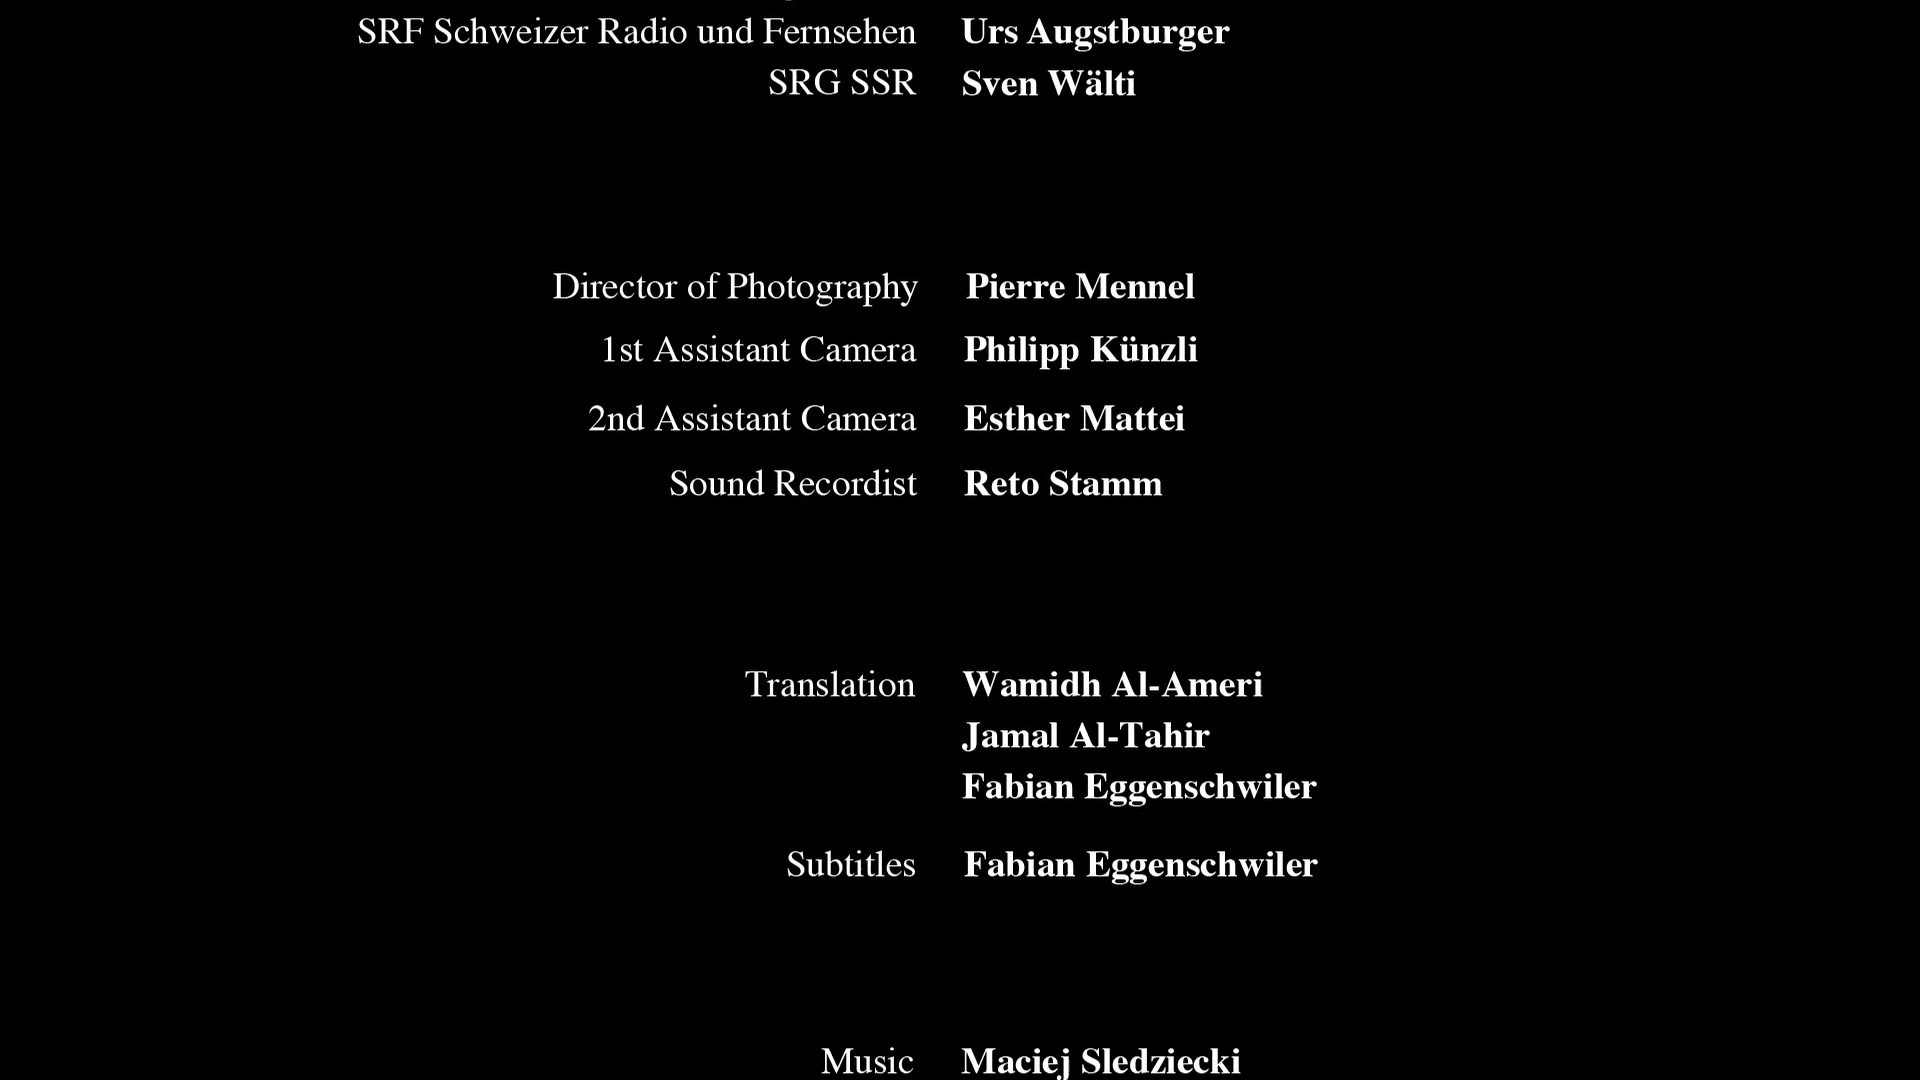 SRF Schweizer Radio und Fernsehen Urs Augstburger
SRG SSR Sven Wälti
Director of Photography Pierre Mennel
1st Assistant Camera Philipp Künzli
2nd Assistant Camera Esther Mattei
Sound Recordist Reto Stamm
Translation Wamidh Al-Ameri
Jamal Al-Tahir
Fabian Eggenschwiler
Subtitles Fabian Eggenschwiler
Music Maciej Sledziecki